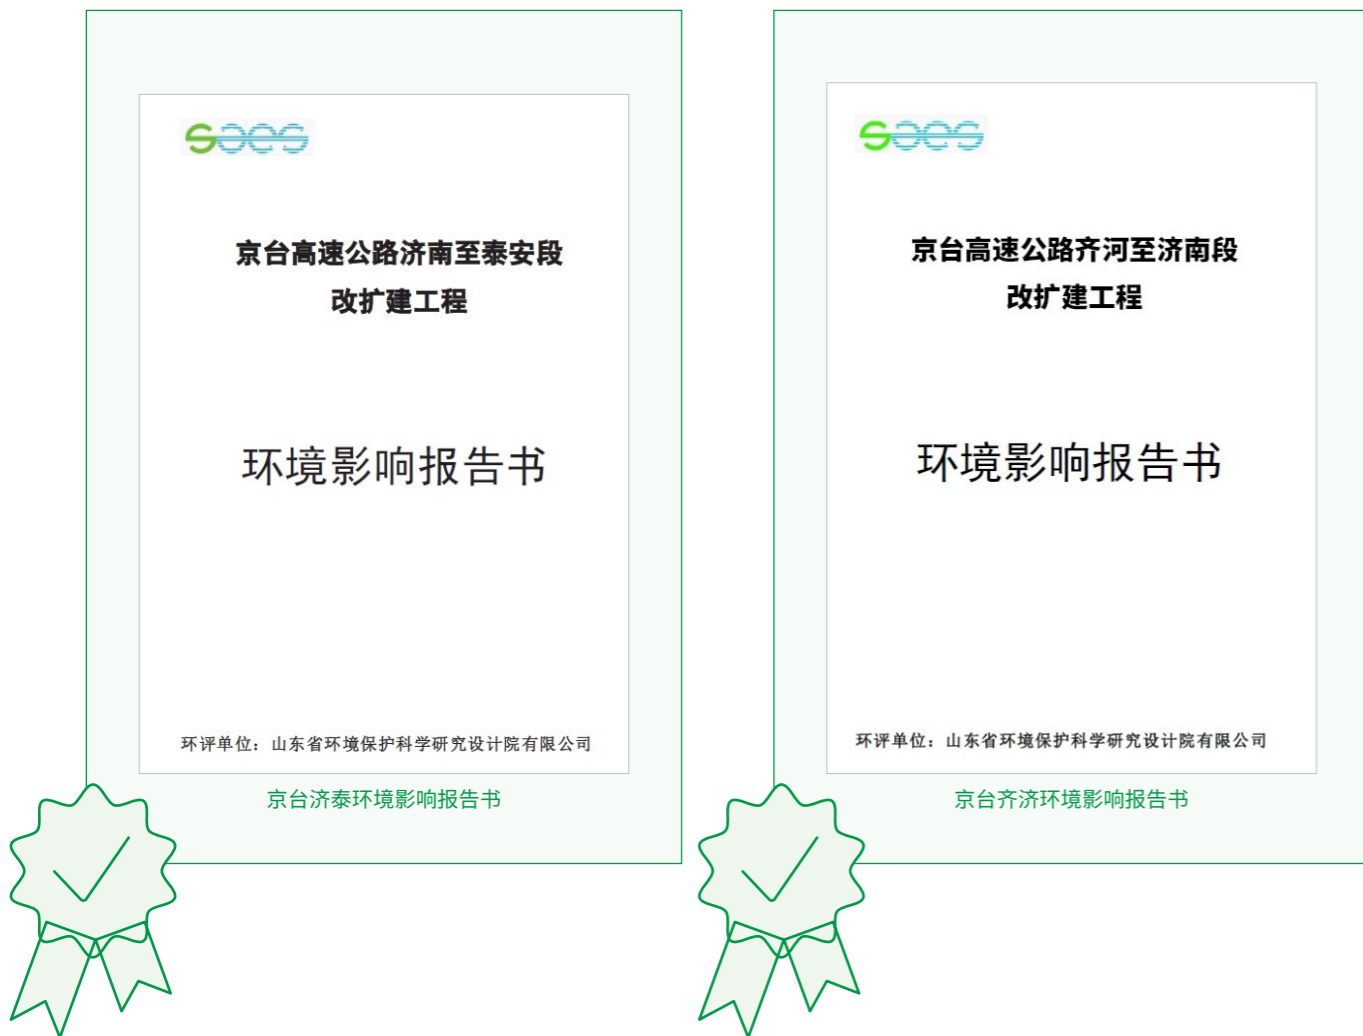 saes
京台高速公路济南至泰安段
改扩建工程
环境影响报告书
环评单位：山东省环境保护科学研究设计院有限公司
京台济泰环境影响报告书
saes
京台高速公路齐河至济南段
改扩建工程
环境影响报告书
环评单位：山东省环境保护科学研究设计院有限公司
京台齐济环境影响报告书